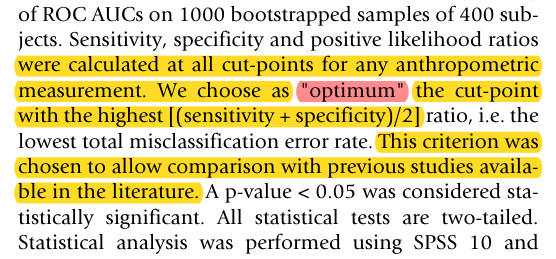 of ROC AUCs on 1000 bootstrapped samples of 400 sub-
jects. Sensitivity, specificity and positive likelihood ratios
were calculated at all cut-points for any anthropometric
measurement. We choose as "optimum" the cut-point
with the highest [(sensitivity + specificity)/2] ratio, i.e. the
lowest total misclassification error rate. This criterion was
chosen to allow comparison with previous studies availa-
ble in the literature. A p-value < 0.05 was considered sta-
tistically significant. All statistical tests are two-tailed.
Statistical analysis was performed using SPSS 10 and